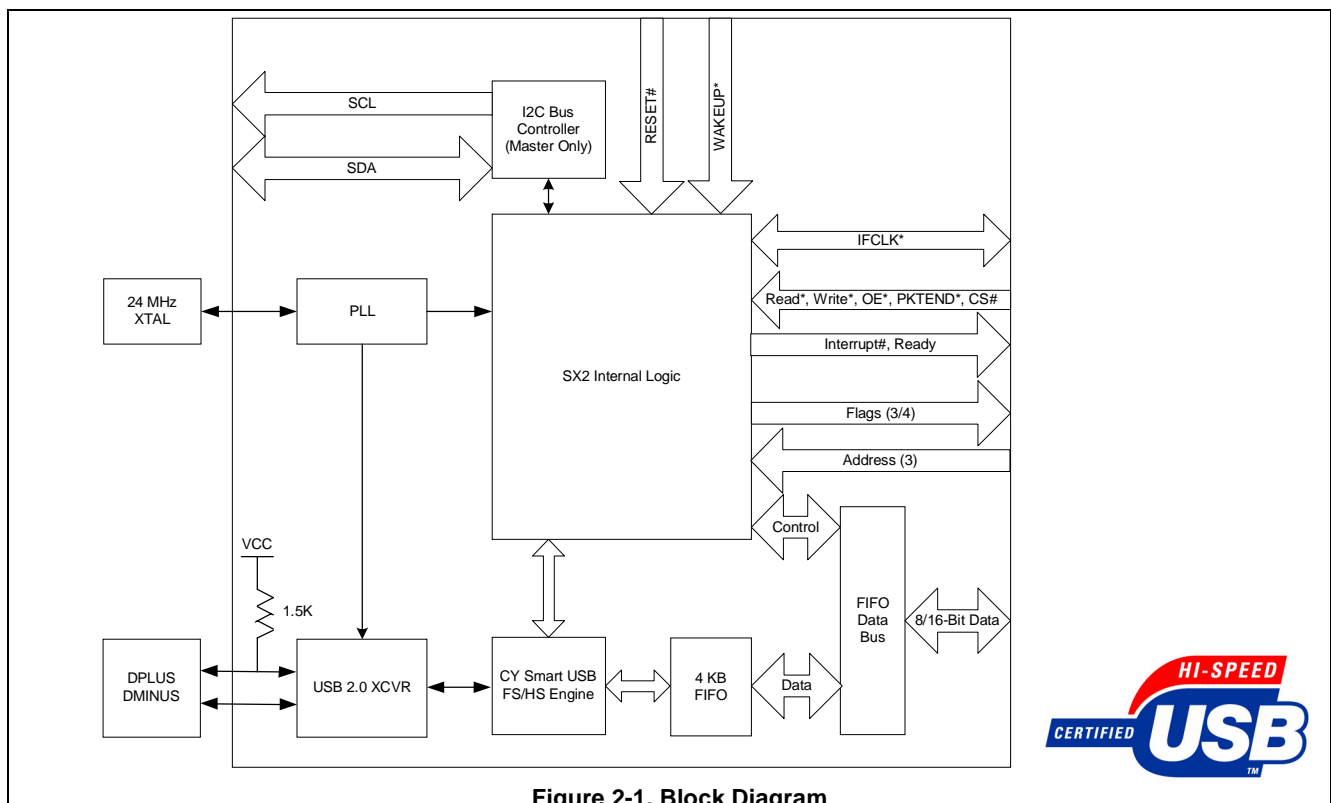 RESET#
WAKEUP*
SCL
I2C Bus
Controller
(Master Only)
SDA
IFCLK*
24 MHz
XTAL
PLL
Read*, Write*, OE*, PKTEND*, CS#
Interrupt#, Ready
SX2 Internal Logic
Flags (3/4)
Address (3)
Control
VCC
1.5K
FIFO
Data
Bus
8/16-Bit Data
DPLUS
DMINUS
USB 2.0 XCVR
CY Smart USB
FS/HS Engine
4 KB
FIFO
Data
HI-SPEED
CERTIFIED
USB
TM
Figure 2-1. Block Diagram